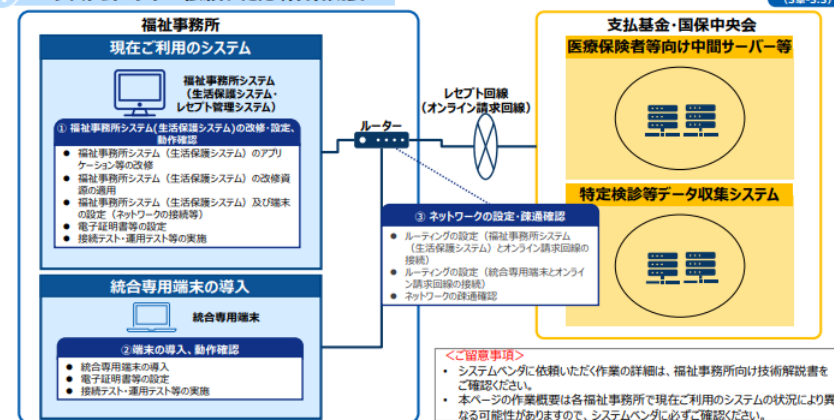 (3章-3.3)
福祉事務所
現在ご利用のシステム
福祉事務所システム
(生活保護システム・
レセプト管理システム)
① 福祉事務所システム(生活保護システム)の改修・設定、
動作確認
● 福祉事務所システム（生活保護システム）のアプリ
ケーション等の改修
● 福祉事務所システム（生活保護システム）の改修資
源の適用
● 福祉事務所システム（生活保護システム）及び端末
の設定（ネットワークの接続等）
● 電子証明書等の設定
● 接続テスト・運用テスト等の実施
統合専用端末の導入
統合専用端末
②端末の導入、動作確認
● 統合専用端末の導入
● 電子証明書等の設定
● 接続テスト・運用テスト等の実施
ルーター
レセプト回線
(オンライン請求回線)
③ ネットワークの設定・疎通確認
● ルーティングの設定（福祉事務所システム
（生活保護システム）とオンライン請求回線の
接続）
● ルーティングの設定（統合専用端末とオンライ
ン請求回線の接続）
● ネットワークの疎通確認
支払基金・国保中央会
医療保険者等向け中間サーバー等
特定検診等データ収集システム
<ご留意事項>
・ システムベンダに依頼いただく作業の詳細は、福祉事務所向け技術解説書を
ご確認ください。
・ 本ページの作業概要は各福祉事務所で現在ご利用のシステムの状況により異
なる可能性がありますので、システムベンダに必ずご確認ください。